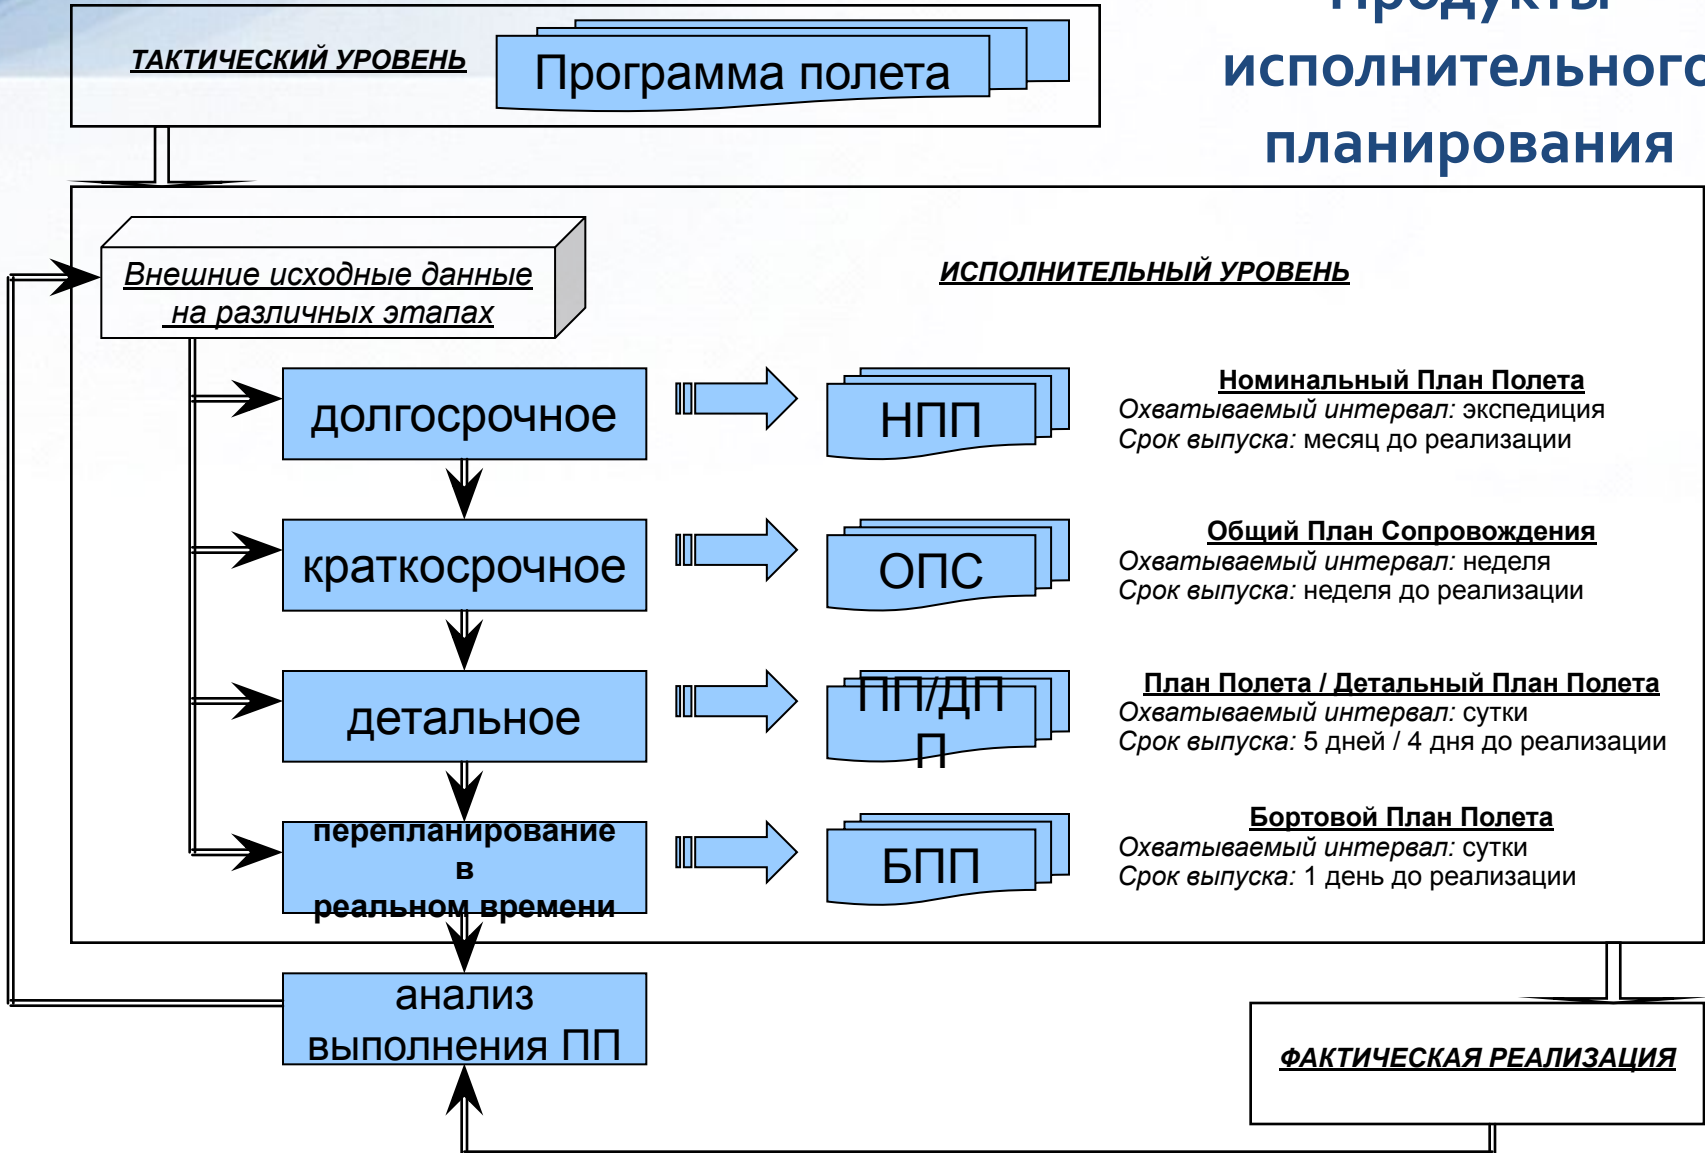 Продукты
исполнительного
планирования
ТАКТИЧЕСКИЙ УРОВЕНЬ
Программа полета
Внешние исходные данные
на различных этапах
ИСПОЛНИТЕЛЬНЫЙ УРОВЕНЬ
долгосрочное
НПП
Номинальный План Полета
Охватываемый интервал: экспедиция
Срок выпуска: месяц до реализации
краткосрочное
ОПС
Общий План Сопровождения
Охватываемый интервал: неделя
Срок выпуска: неделя до реализации
детальное
ПП/ДП
П
План Полета / Детальный План Полета
Охватываемый интервал: сутки
Срок выпуска: 5 дней / 4 дня до реализации
перепланирование
в
реальном времени
БПП
Бортовой План Полета
Охватываемый интервал: сутки
Срок выпуска: 1 день до реализации
анализ
выполнения ПП
ФАКТИЧЕСКАЯ РЕАЛИЗАЦИЯ